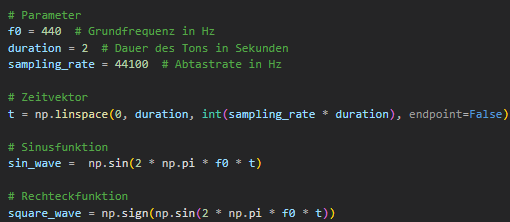 # Parameter
f0 = 440  # Grundfrequenz in Hz
duration = 2  # Dauer des Tons in Sekunden
sampling_rate = 44100  # Abtastrate in Hz

# Zeitvektor
t = np.linspace(0, duration, int(sampling_rate * duration), endpoint=False)

# Sinusfunktion
sin_wave =  np.sin(2 * np.pi * f0 * t)

# Rechteckfunktion
square_wave = np.sign(np.sin(2 * np.pi * f0 * t))